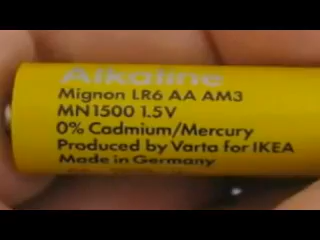 Alkaline
Mignon LR6 AA AM3
MN1500 1.5V
0% Cadmium/Mercury
Produced by Varta for IKEA
Made in Germany